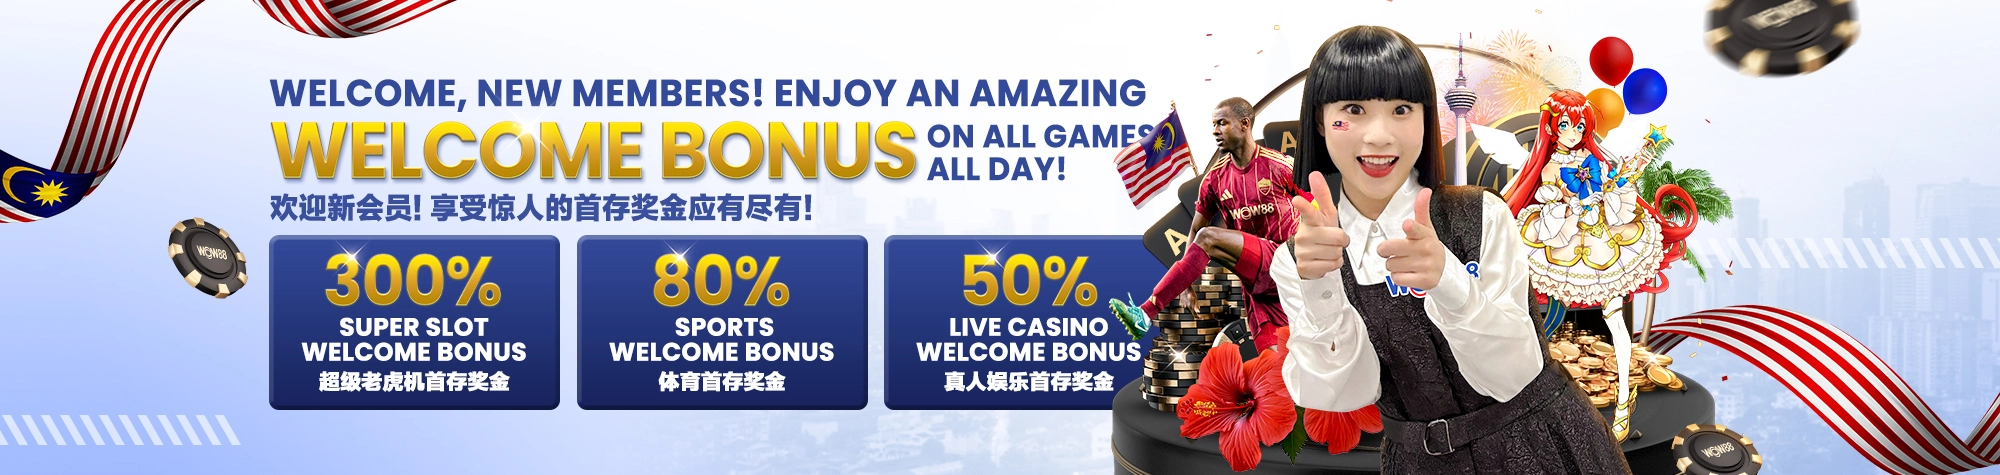 WELCOME, NEW MEMBERS! ENJOY AN AMAZING
WELCOME BONUS
ON ALL GAMES
ALL DAY!
欢迎新会员! 享受惊人的首存奖金应有尽有!
300%
SUPER SLOT
WELCOME BONUS
超级老虎机首存奖金
80%
SPORTS
WELCOME BONUS
体育首存奖金
50%
LIVE CASINO
WELCOME BONUS
真人娱乐首存奖金
WOW88
WOW88
WOW88
WOW88
A
A